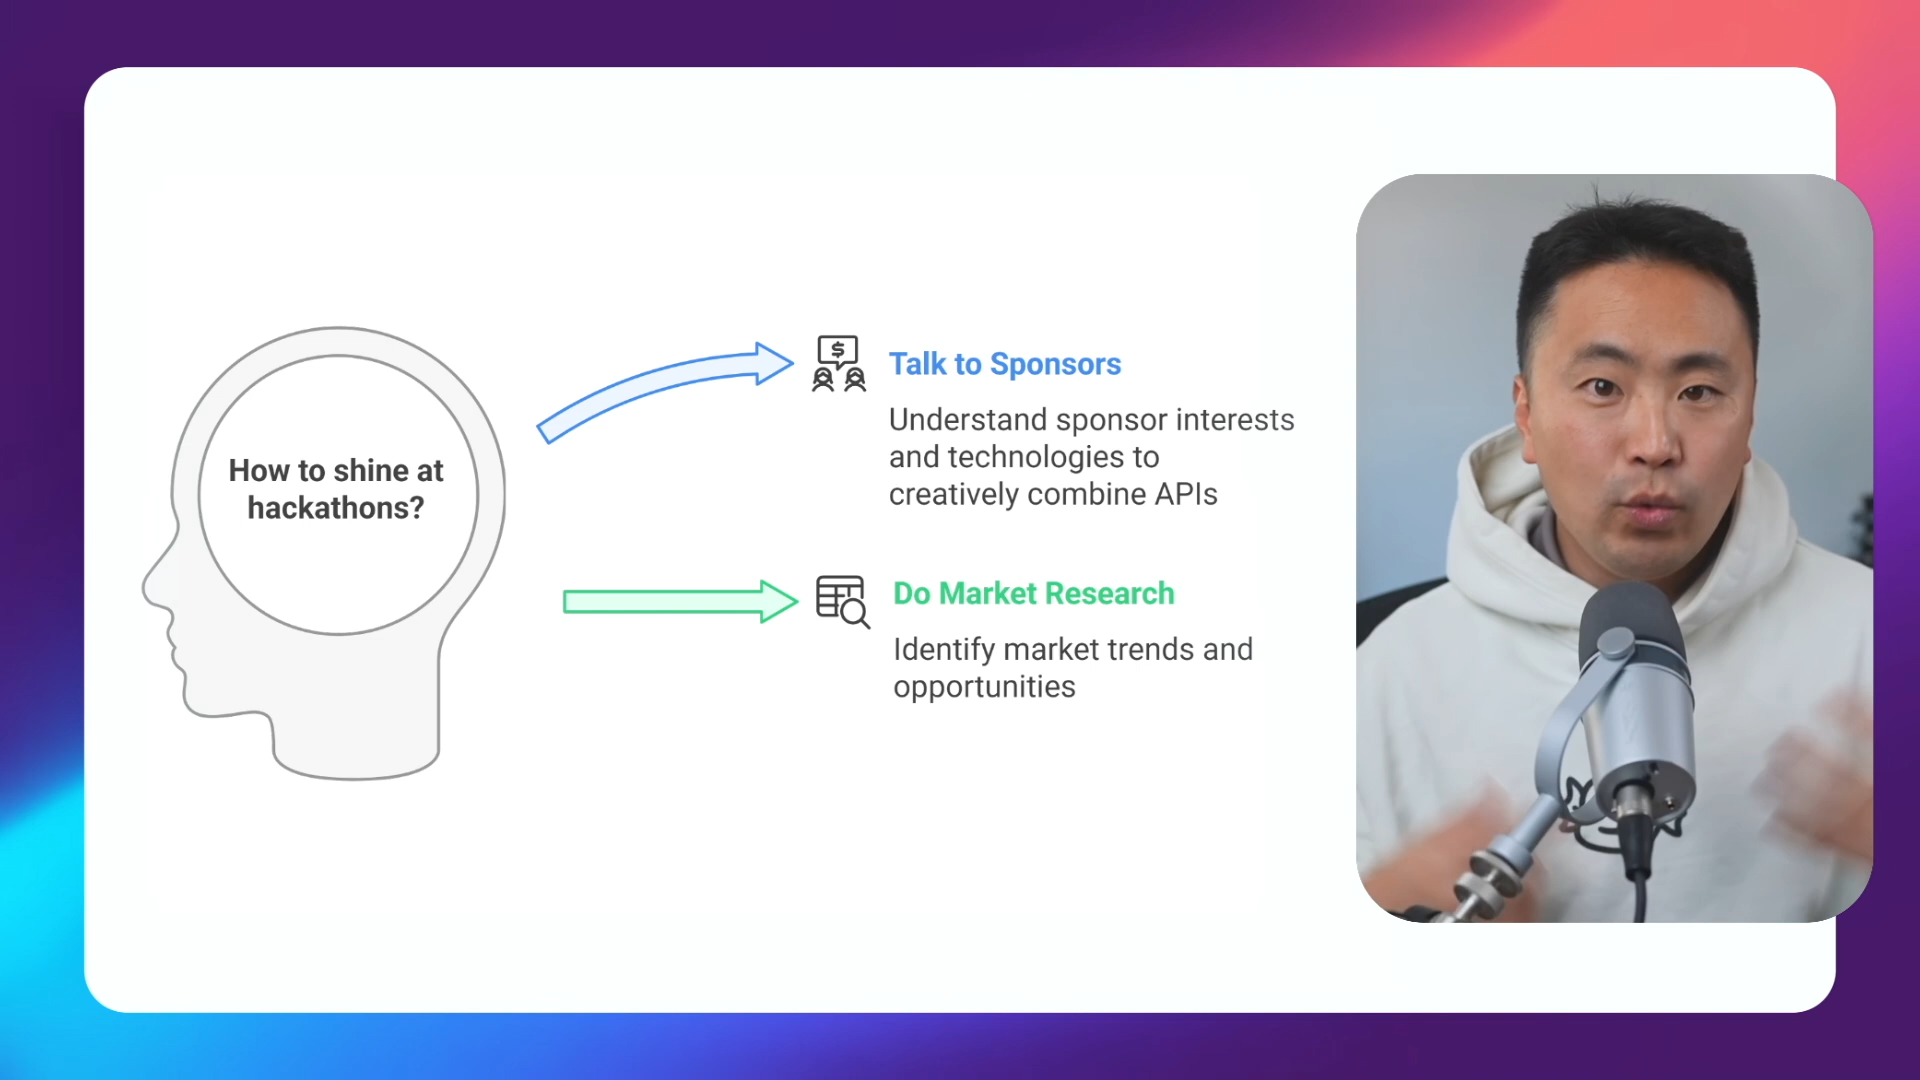 How to shine at
hackathons?
$
Talk to Sponsors
Understand sponsor interests
and technologies to
creatively combine APIs
Do Market Research
Identify market trends and
opportunities